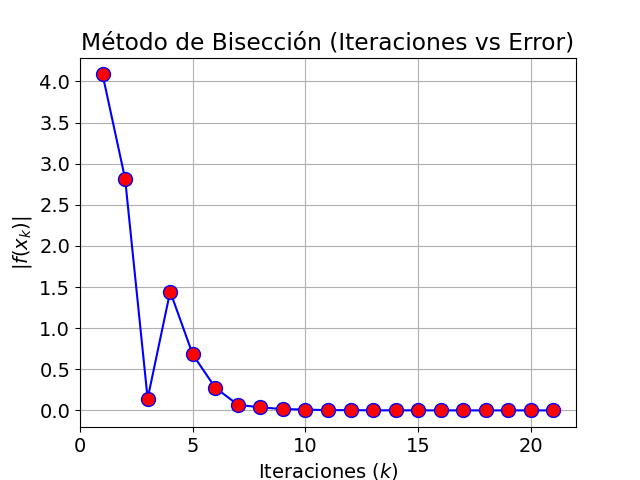 Método de Bisección (Iteraciones vs Error)
|f(x_k)|
4.0
3.5
3.0
2.5
2.0
1.5
1.0
0.5
0.0
0 5 10 15 20
Iteraciones (k)